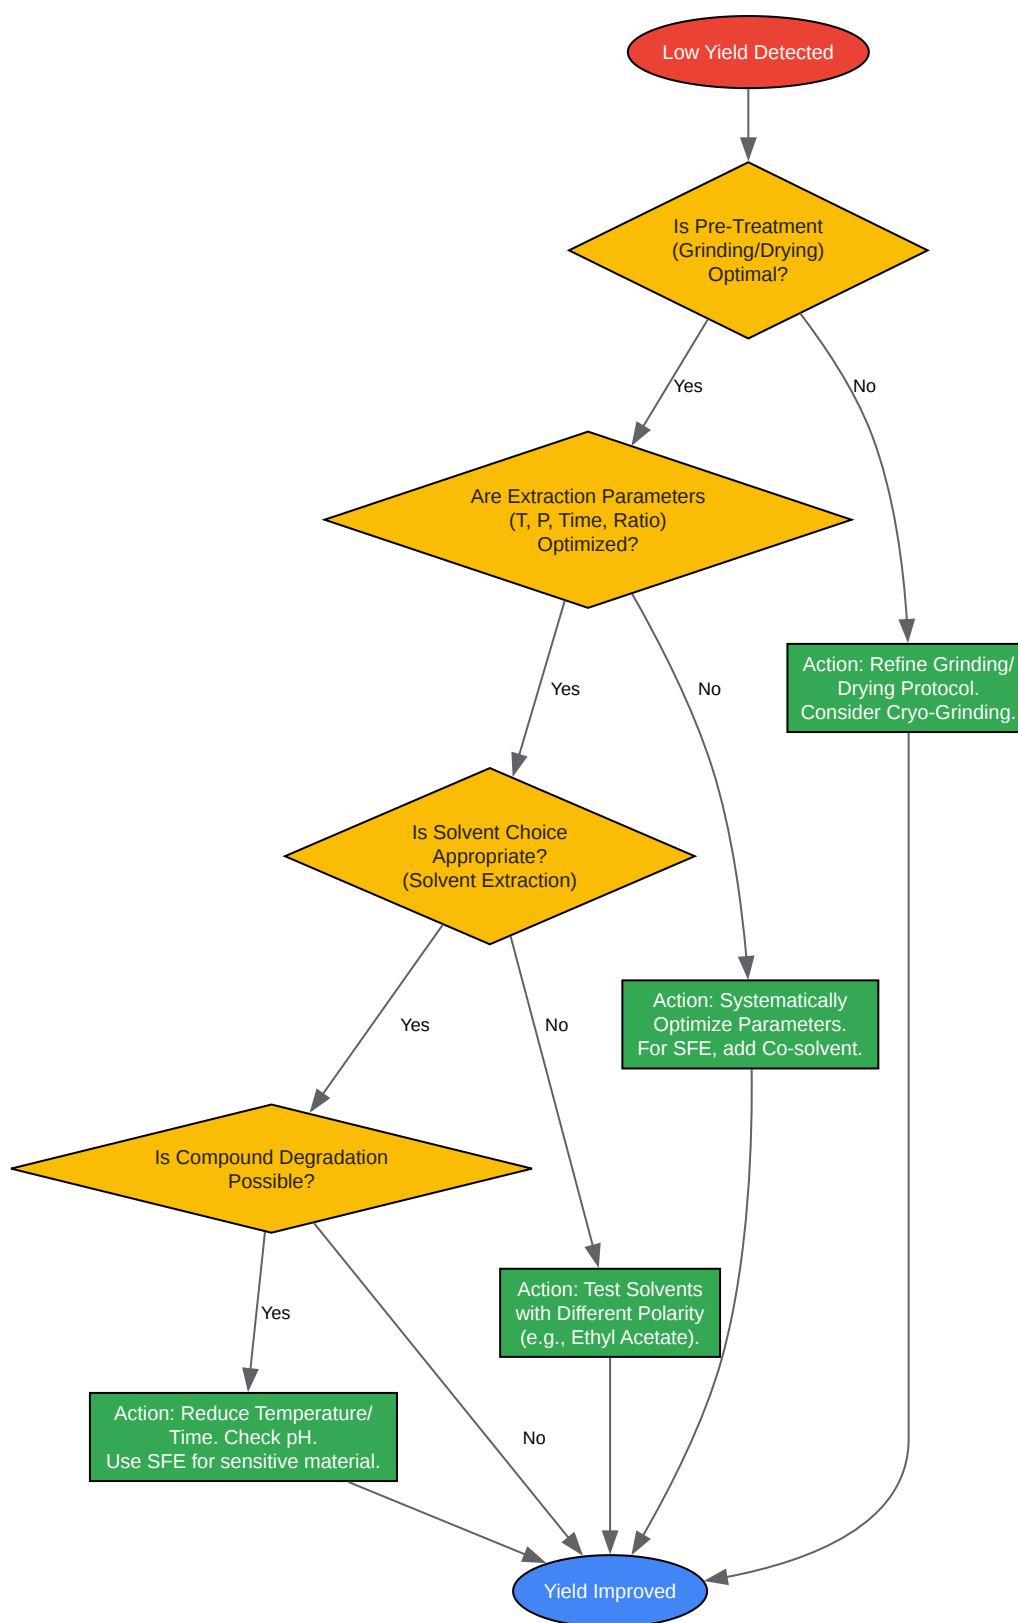 Low Yield Detected
Is Pre-Treatment
(Grinding/Drying)
Optimal?
Yes
No
Are Extraction Parameters
(T, P, Time, Ratio)
Optimized?
Action: Refine Grinding/
Drying Protocol.
Consider Cryo-Grinding.
Yes
No
Is Solvent Choice
Appropriate?
(Solvent Extraction)
Action: Systematically
Optimize Parameters.
For SFE, add Co-solvent.
Yes
No
Is Compound Degradation
Possible?
Action: Test Solvents
with Different Polarity
(e.g., Ethyl Acetate).
Yes
Action: Reduce Temperature/
Time. Check pH.
Use SFE for sensitive material.
No
Yield Improved